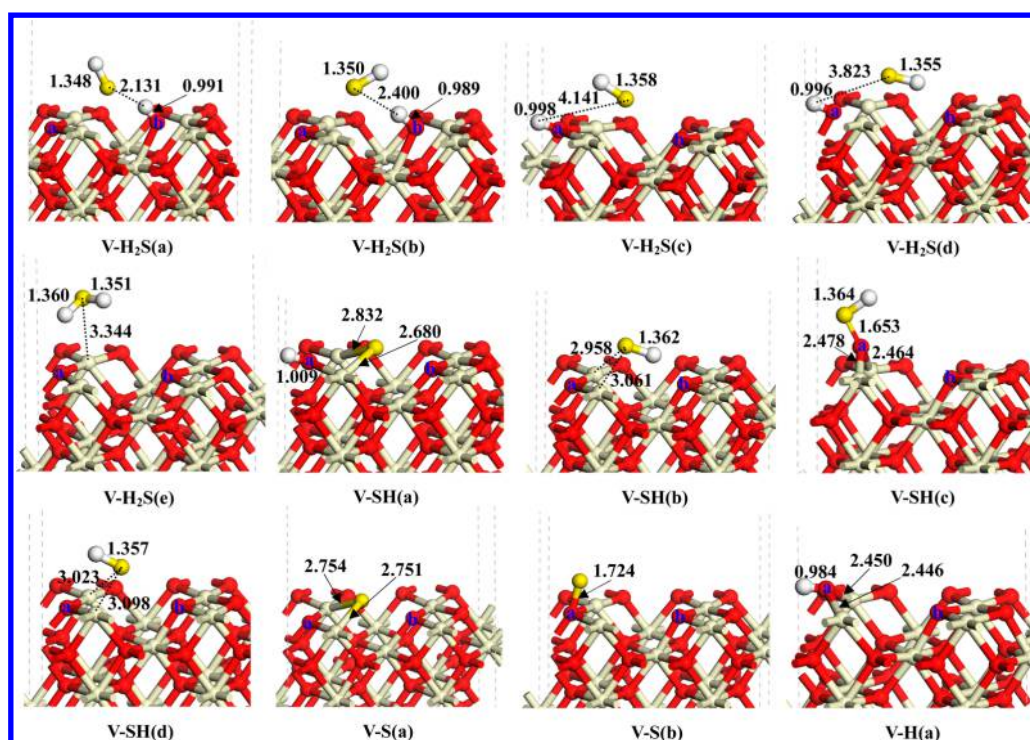 1.348 2.131 0.991
a b
V-H₂S(a)
1.350 2.400 0.989
a b
V-H₂S(b)
1.358 0.998 4.141
a b
V-H₂S(c)
3.823 1.355 0.996
a b
V-H₂S(d)
1.360 1.351 3.344
a b
V-H₂S(e)
2.832 2.680 1.009
a b
V-SH(a)
2.958 1.362 3.061
a b
V-SH(b)
1.364 1.653 2.478 2.464
a b
V-SH(c)
1.357 3.023 3.098
a b
V-SH(d)
2.754 2.751
a b
V-S(a)
1.724
a b
V-S(b)
0.984 2.450 2.446
a b
V-H(a)